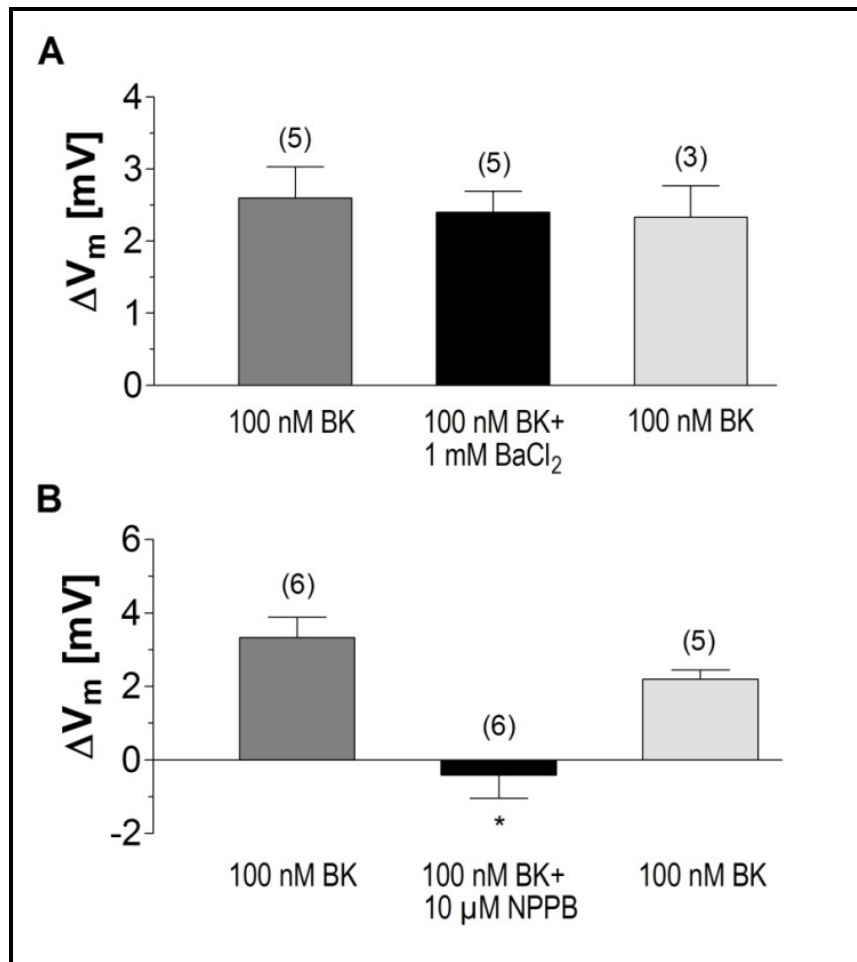 A
4
3
2
1
0
ΔVm [mV]
(5)
(5)
(3)
100 nM BK
100 nM BK+
1 mM BaCl2
100 nM BK
B
6
4
2
0
-2
ΔVm [mV]
(6)
(6)
(5)
*
100 nM BK
100 nM BK+
10 µM NPPB
100 nM BK